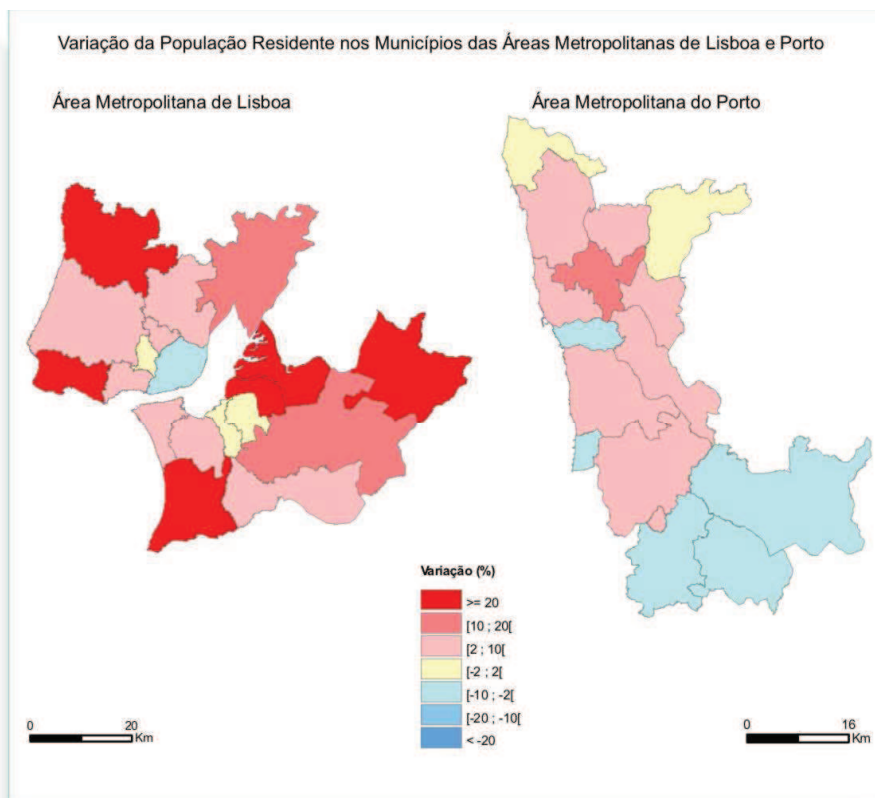 Variação da População Residente nos Municípios das Áreas Metropolitanas de Lisboa e Porto
Área Metropolitana de Lisboa
Área Metropolitana do Porto
Variação (%)
>= 20
[10 ; 20[
[2 ; 10[
[-2 ; 2[
[-10 ; -2[
[-20 ; -10[
< -20
0 20
Km
0 16
Km